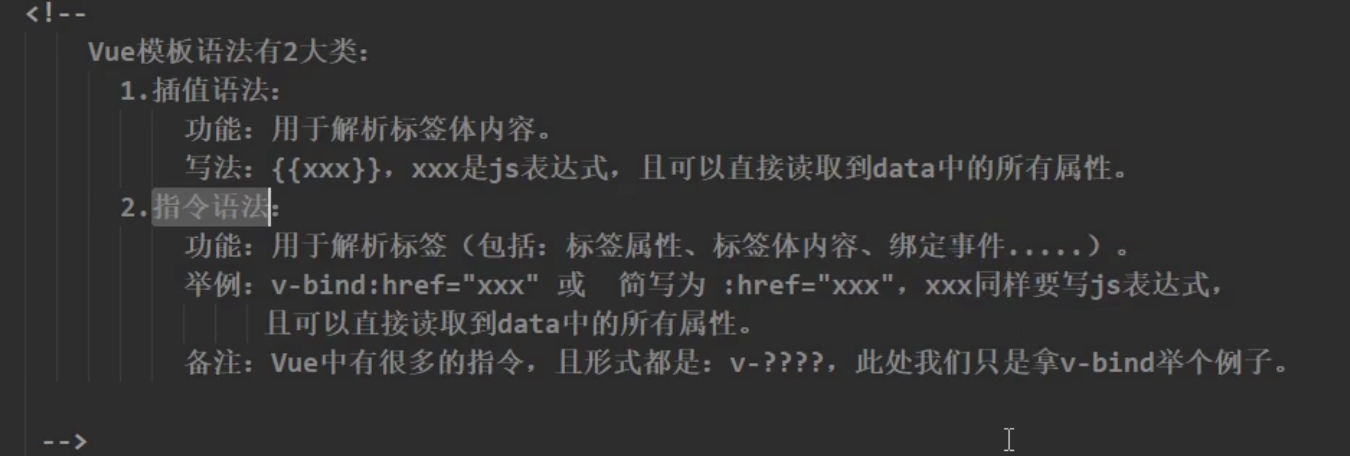 <!--
Vue模板语法有2大类：
1.插值语法：
功能：用于解析标签体内容。
写法：{{xxx}}，xxx是js表达式，且可以直接读取到data中的所有属性。
2.指令语法：
功能：用于解析标签（包括：标签属性、标签体内容、绑定事件.....）。
举例：v-bind:href="xxx" 或  简写为 :href="xxx"，xxx同样要写js表达式，
且可以直接读取到data中的所有属性。
备注：Vue中有很多的指令，且形式都是：v-????，此处我们只是拿v-bind举个例子。
-->